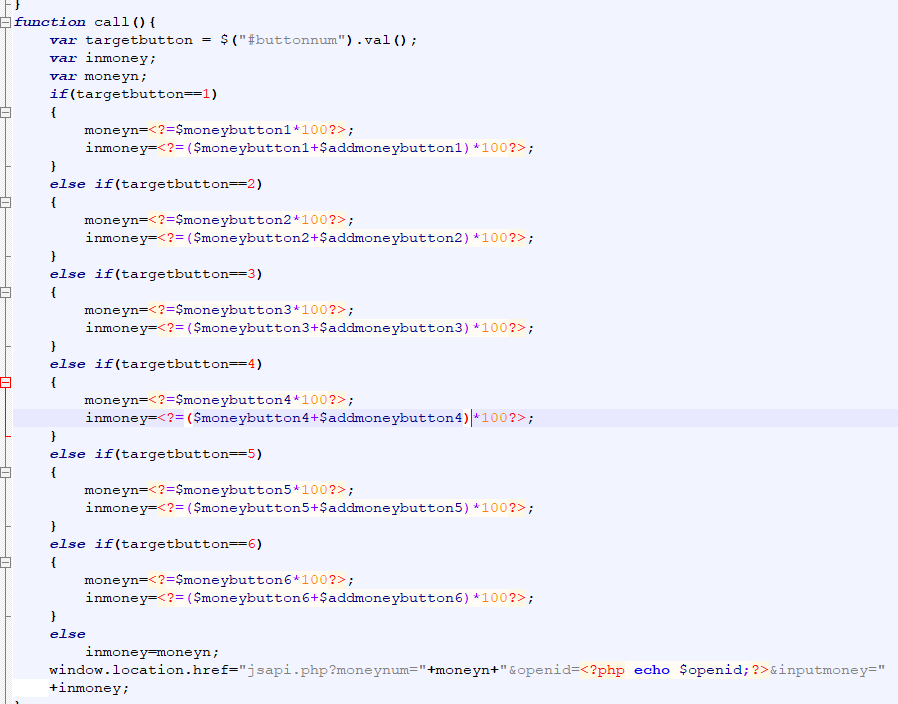 }
function call(){
var targetbutton = $("#buttonnum").val();
var inmoney;
var moneyn;
if(targetbutton==1)
{
moneyn=<?=$moneybutton1*100?>;
inmoney=<?=($moneybutton1+$addmoneybutton1)*100?>;
}
else if(targetbutton==2)
{
moneyn=<?=$moneybutton2*100?>;
inmoney=<?=($moneybutton2+$addmoneybutton2)*100?>;
}
else if(targetbutton==3)
{
moneyn=<?=$moneybutton3*100?>;
inmoney=<?=($moneybutton3+$addmoneybutton3)*100?>;
}
else if(targetbutton==4)
{
moneyn=<?=$moneybutton4*100?>;
inmoney=<?=($moneybutton4+$addmoneybutton4)*100?>;
}
else if(targetbutton==5)
{
moneyn=<?=$moneybutton5*100?>;
inmoney=<?=($moneybutton5+$addmoneybutton5)*100?>;
}
else if(targetbutton==6)
{
moneyn=<?=$moneybutton6*100?>;
inmoney=<?=($moneybutton6+$addmoneybutton6)*100?>;
}
else
inmoney=moneyn;
window.location.href="jsapi.php?moneynum="+moneyn+"&openid=<?php echo $openid;?>&inputmoney="
+inmoney;
}